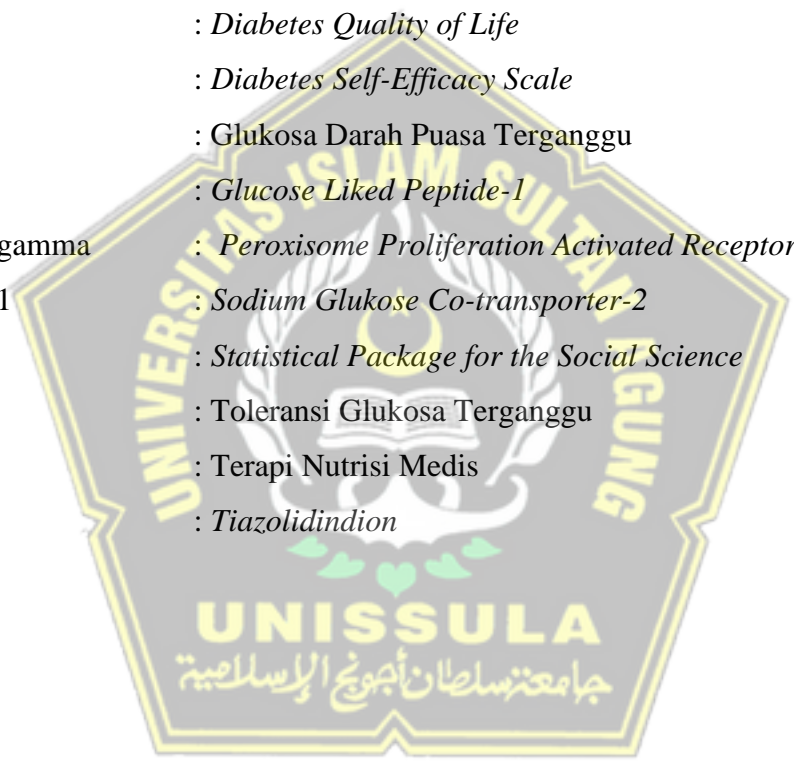 : Diabetes Quality of Life
: Diabetes Self-Efficacy Scale
: Glukosa Darah Puasa Terganggu
: Glucose Liked Peptide-1
gamma : Peroxisome Proliferation Activated Receptor
1 : Sodium Glukose Co-transporter-2
: Statistical Package for the Social Science
: Toleransi Glukosa Terganggu
: Terapi Nutrisi Medis
: Tiazolidindion
UNIVERSITAS ISLAM SULTAN AGUNG
UNISSULA
جامعتنسلطان أجونج الإسلامية